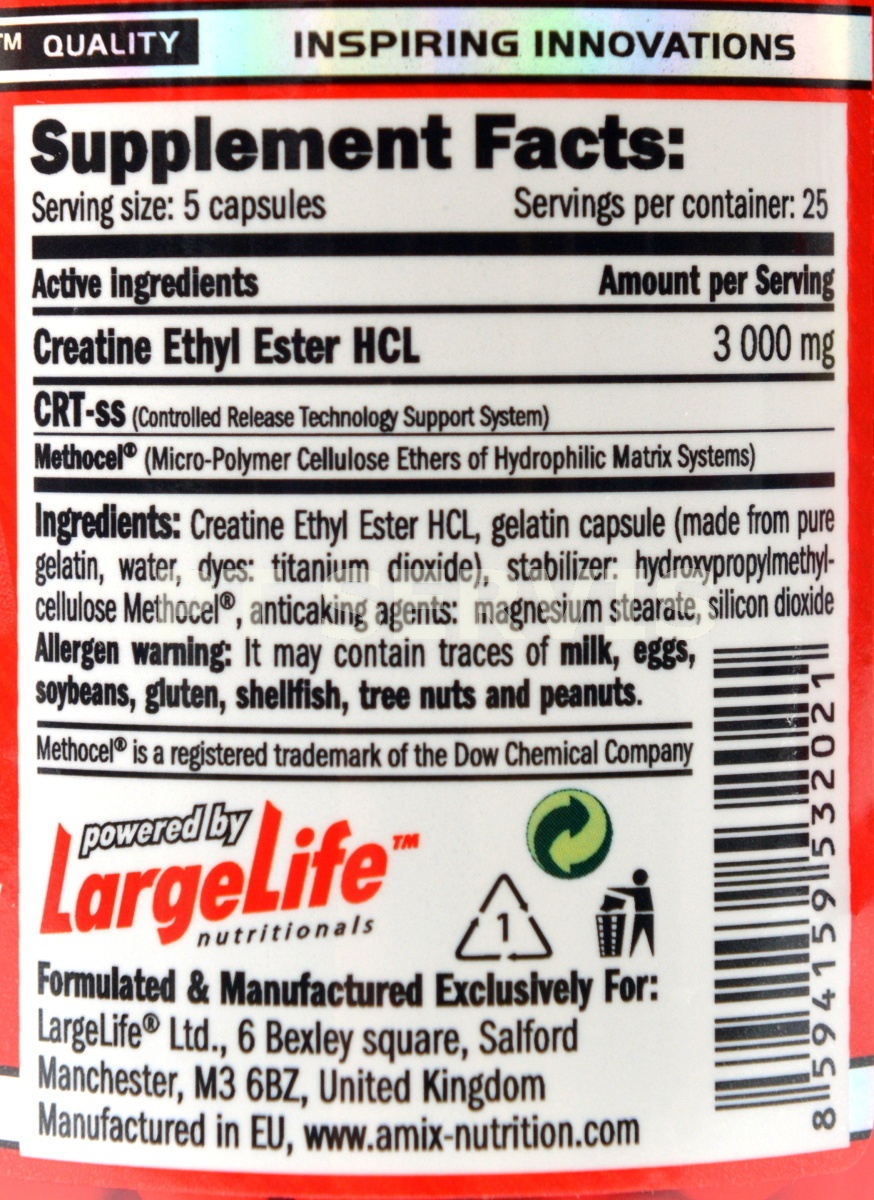 TM QUALITY INSPIRING INNOVATIONS
Supplement Facts:
Serving size: 5 capsules Servings per container: 25
Active ingredients Amount per Serving
Creatine Ethyl Ester HCL 3 000 mg
CRT-ss (Controlled Release Technology Support System)
Methocel® (Micro-Polymer Cellulose Ethers of Hydrophilic Matrix Systems)
Ingredients: Creatine Ethyl Ester HCL, gelatin capsule (made from pure
gelatin, water, dyes: titanium dioxide), stabilizer: hydroxypropylmethyl-
cellulose Methocel®, anticaking agents: magnesium stearate, silicon dioxide
Allergen warning: It may contain traces of milk, eggs,
soybeans, gluten, shellfish, tree nuts and peanuts.
Methocel® is a registered trademark of the Dow Chemical Company
powered by
LargeLife™
nutritionals
1
Formulated & Manufactured Exclusively For:
LargeLife® Ltd., 6 Bexley square, Salford
Manchester, M3 6BZ, United Kingdom
Manufactured in EU, www.amix-nutrition.com
8 594159 532021